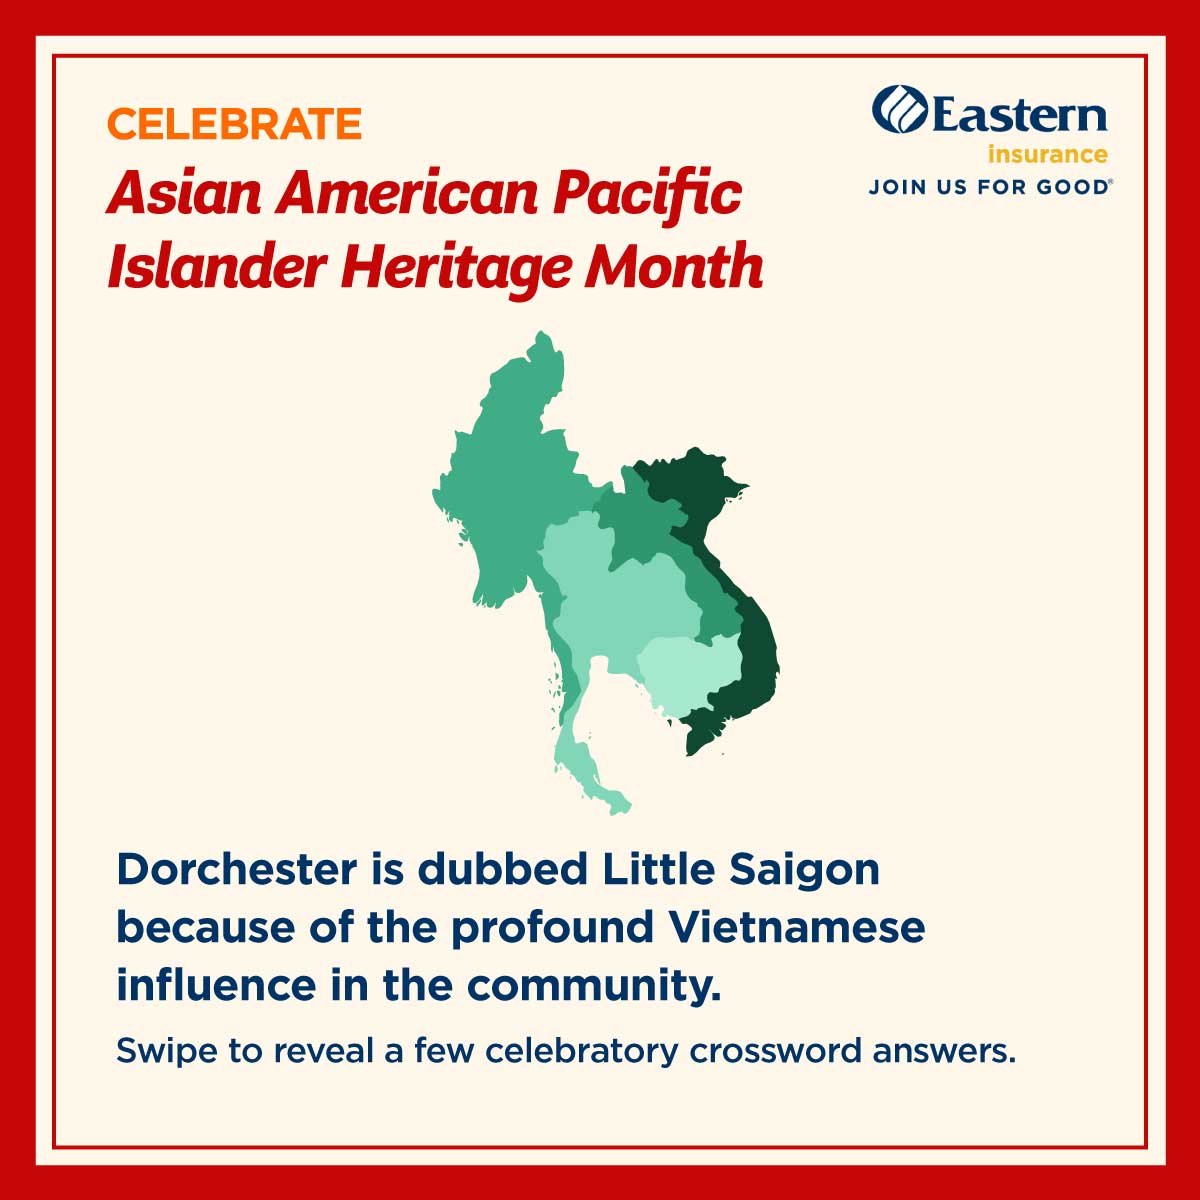 CELEBRATE
Asian American Pacific
Islander Heritage Month
Eastern
insurance
JOIN US FOR GOOD®
Dorchester is dubbed Little Saigon
because of the profound Vietnamese
influence in the community.
Swipe to reveal a few celebratory crossword answers.